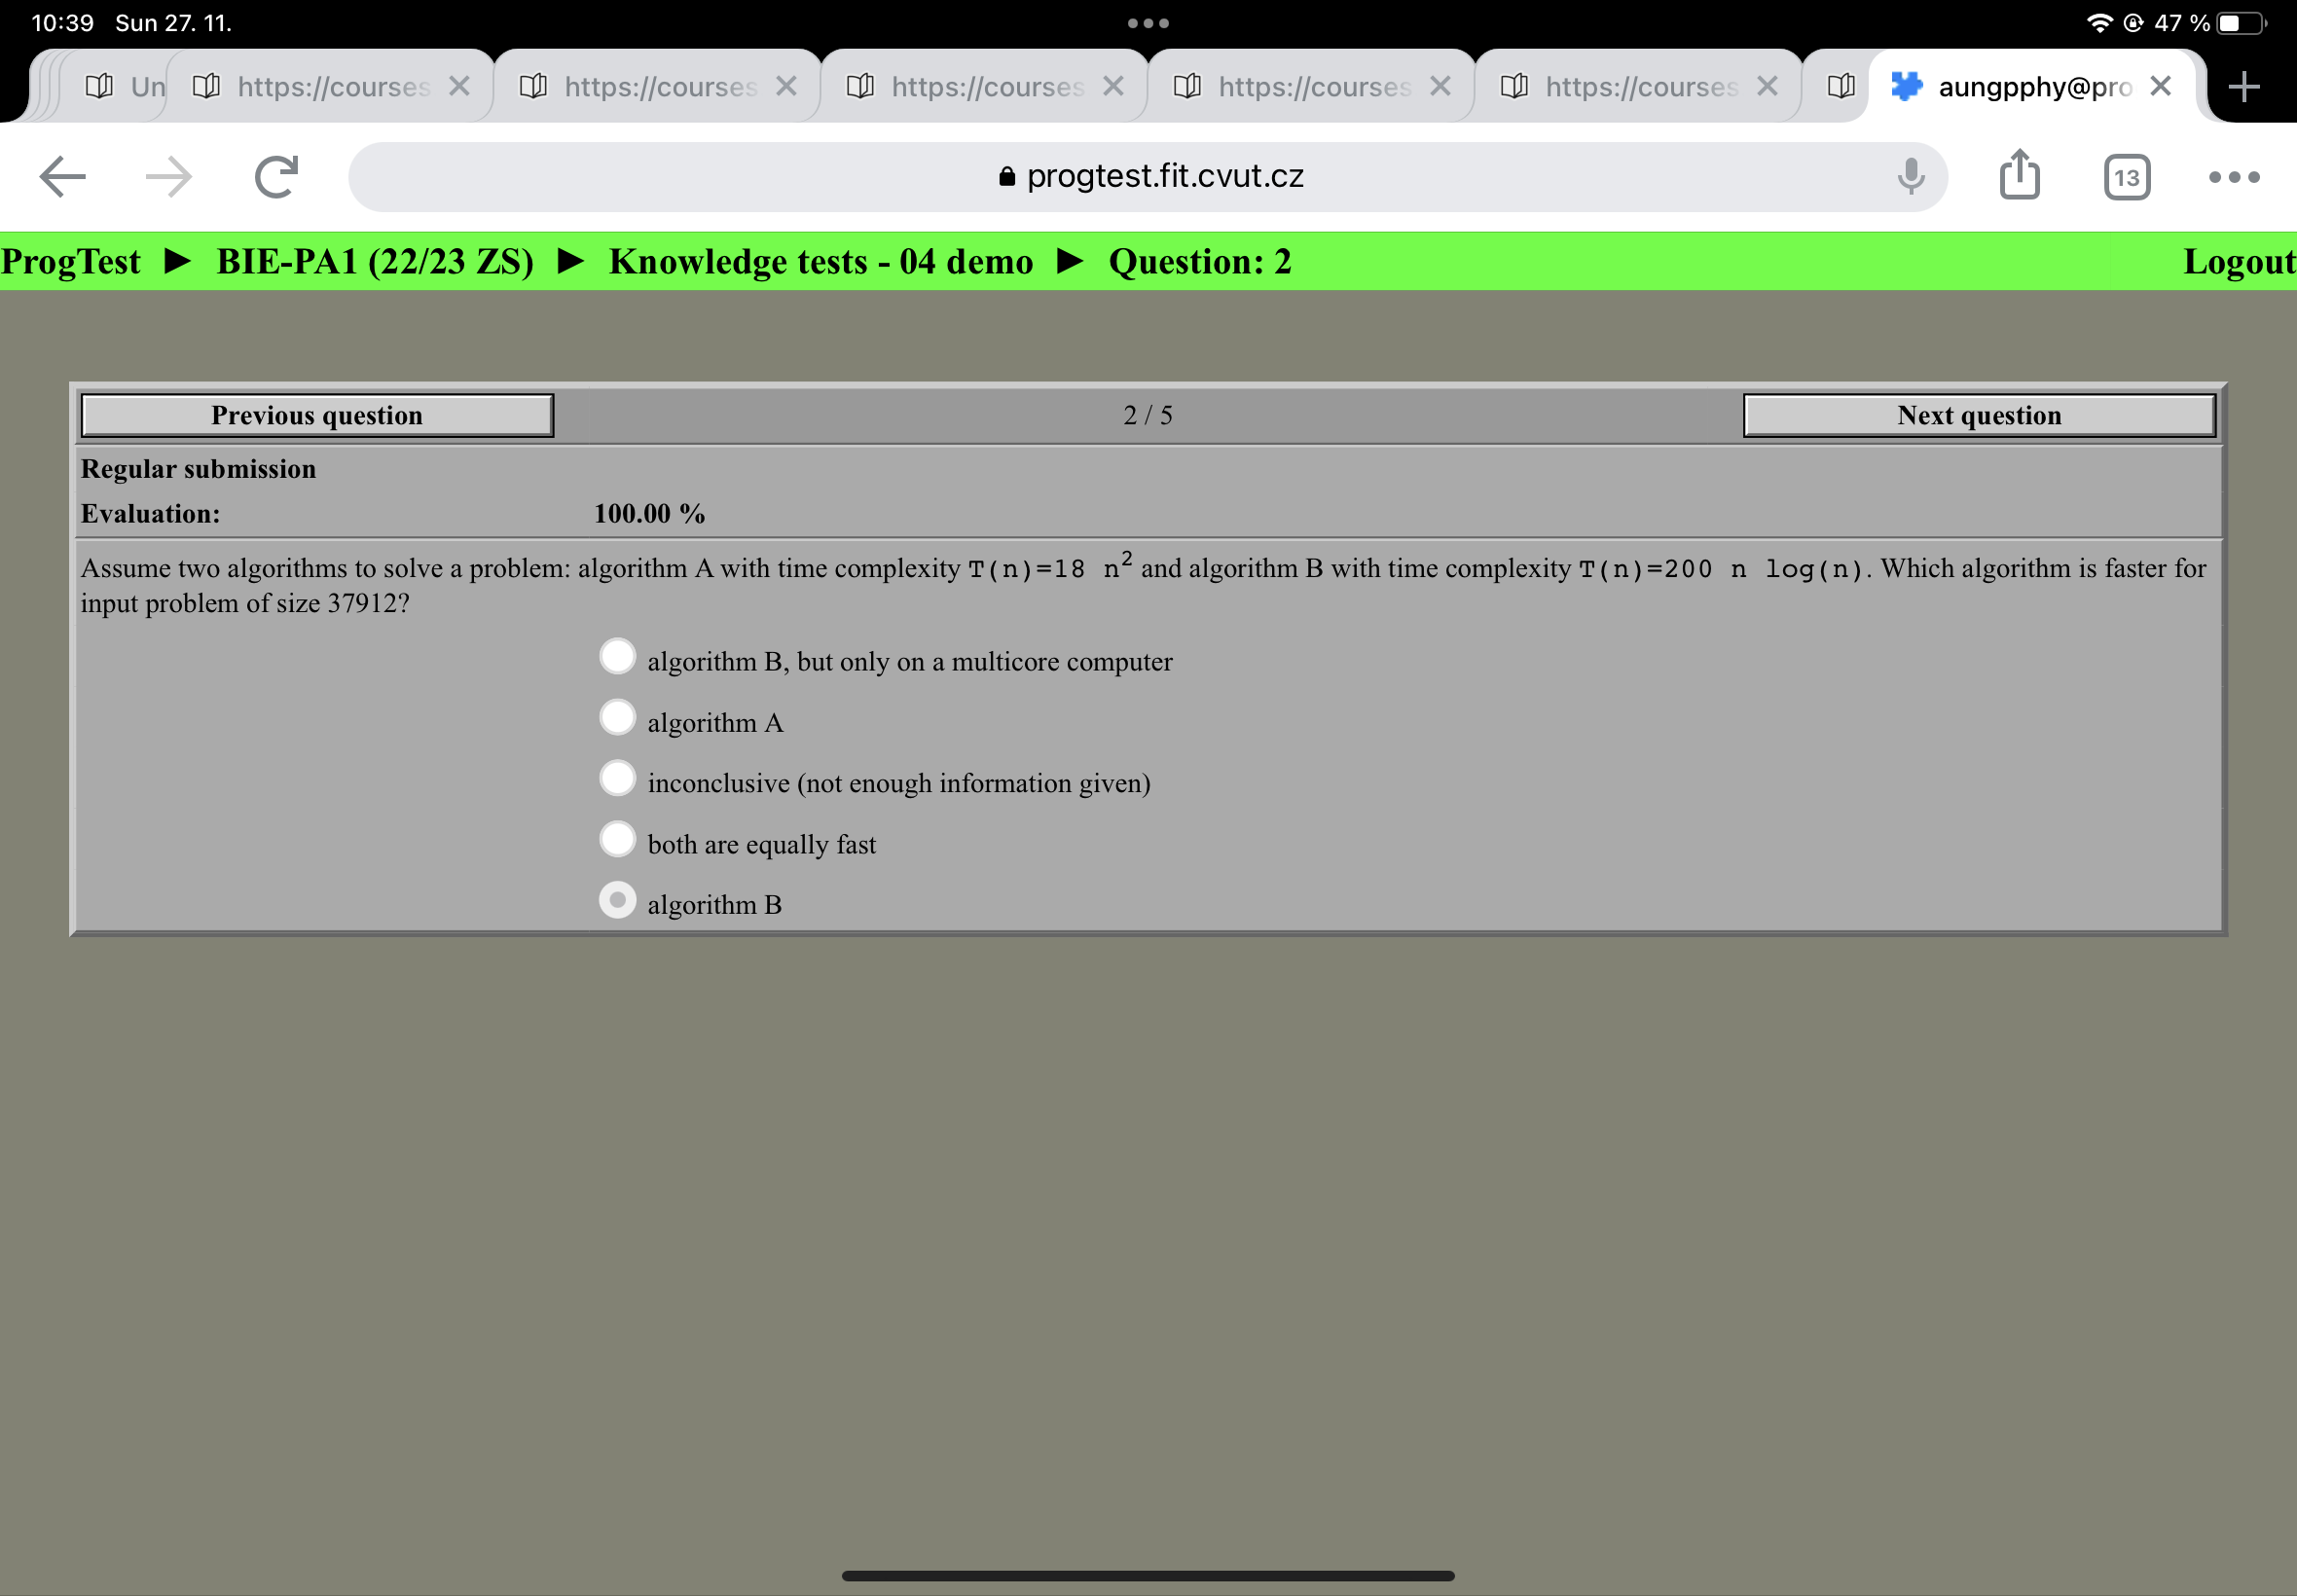 10:39 Sun 27. 11. 47 %
Un https://courses https://courses https://courses https://courses https://courses aungpphy@pro
progtest.fit.cvut.cz 13
ProgTest ► BIE-PA1 (22/23 ZS) ► Knowledge tests - 04 demo ► Question: 2 Logout
Previous question 2 / 5 Next question
Regular submission
Evaluation: 100.00 %
Assume two algorithms to solve a problem: algorithm A with time complexity T(n)=18 n² and algorithm B with time complexity T(n)=200 n log(n). Which algorithm is faster for
input problem of size 37912?
algorithm B, but only on a multicore computer
algorithm A
inconclusive (not enough information given)
both are equally fast
algorithm B